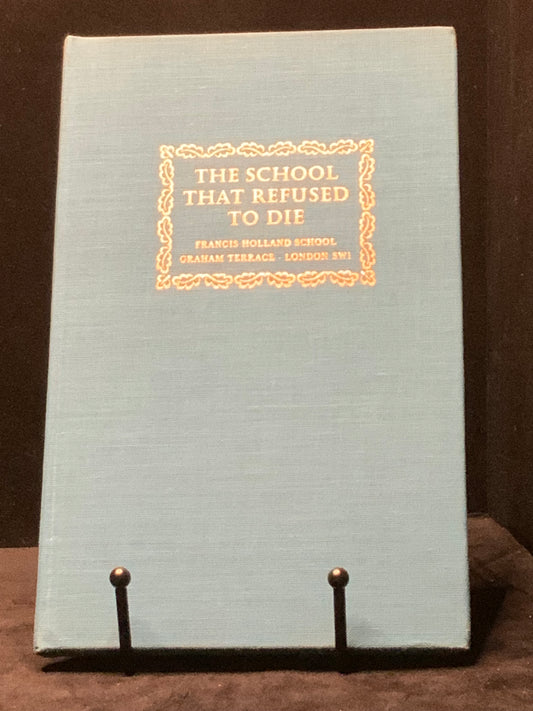 THE SCHOOL
THAT REFUSED
TO DIE
FRANCIS HOLLAND SCHOOL
GRAHAM TERRACE · LONDON SW1